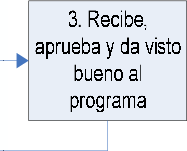 3. Recibe,
aprueba y da visto
bueno al
programa